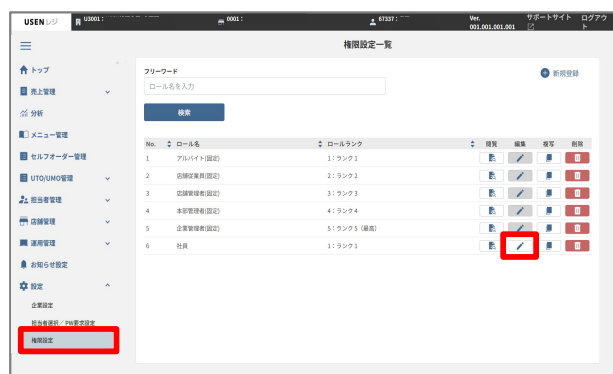 USEN レジ
U3001：
0001：
67337：
Ver.
001.001.001.001
サポートサイト
ログアウト
権限設定一覧
トップ
売上管理
分析
メニュー管理
セルフオーダー管理
UTO/UMO管理
担当者管理
店舗管理
運用管理
お知らせ設定
設定
企業設定
担当者選択／PW要求設定
権限設定
フリーワード
ロール名を入力
検索
新規登録
No. ロール名 ロールランク 閲覧 編集 複写 削除
1 アルバイト(固定) 1：ランク1
2 店舗従業員(固定) 2：ランク2
3 店舗管理者(固定) 3：ランク3
4 本部管理者(固定) 4：ランク4
5 企業管理者(固定) 5：ランク5（最高）
6 社員 1：ランク1